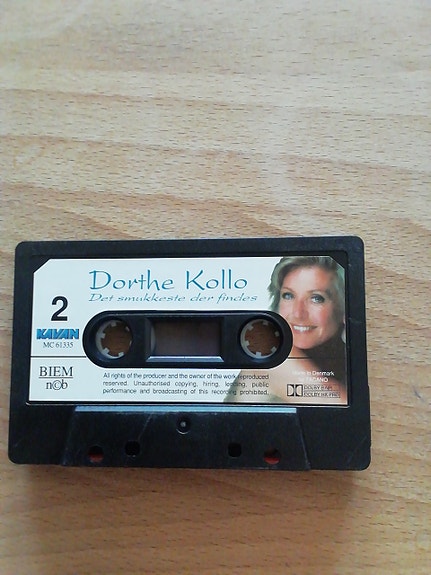 Dorthe Kollo
Det smukkeste der findes
2
KAVAN
MC 61335
BIEM
n©b
All rights of the producer and the owner of the work reproduced
reserved. Unauthorised copying, hiring, lending, public
performance and broadcasting of this recording prohibited.
Made in Denmark
DOLBY B NR
DOLBY HX PRO